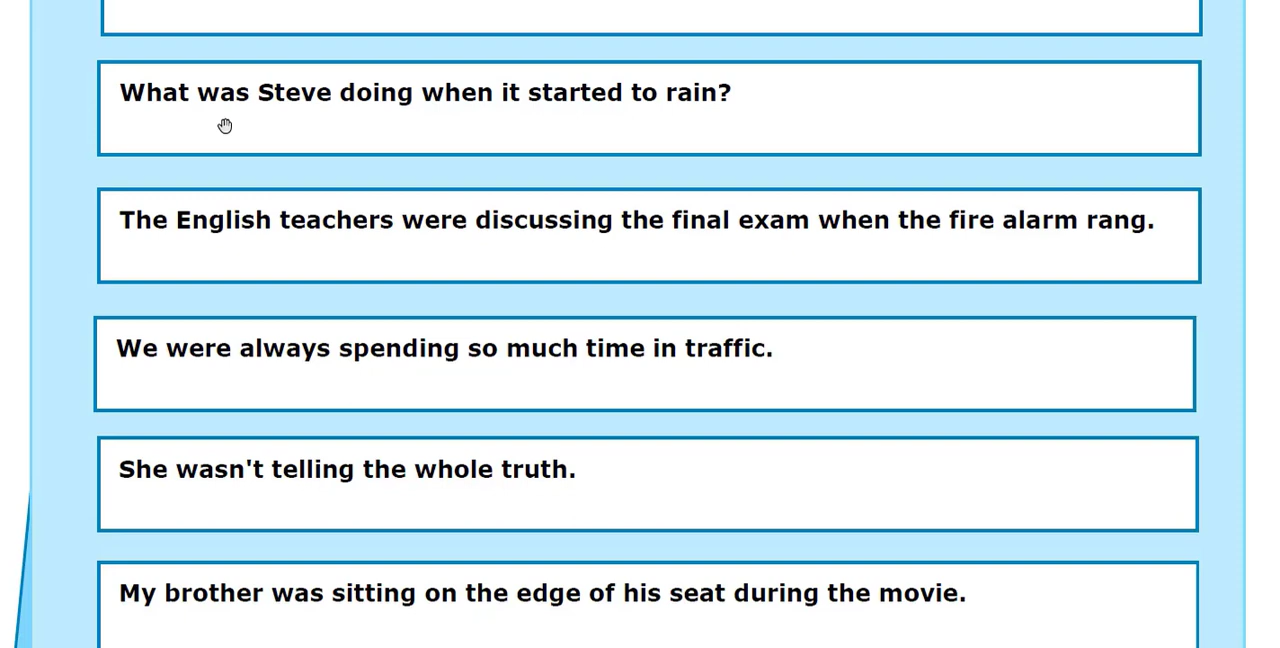 What was Steve doing when it started to rain?
The English teachers were discussing the final exam when the fire alarm rang.
We were always spending so much time in traffic.
She wasn't telling the whole truth.
My brother was sitting on the edge of his seat during the movie.